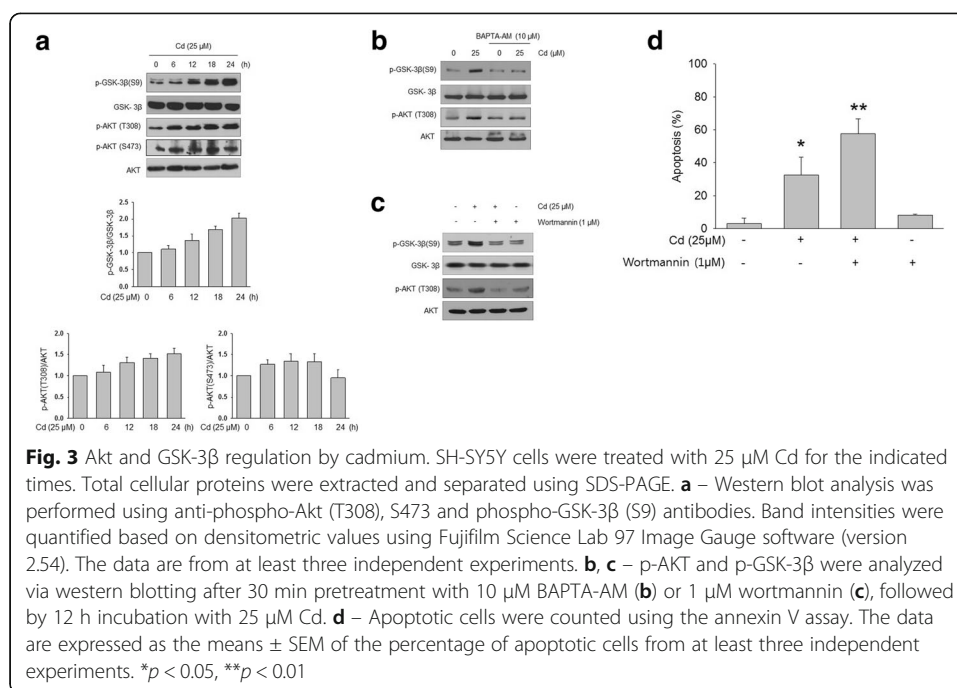 a
Cd (25 μM)
0 6 12 18 24 (h)
p-GSK-3β(S9)
GSK- 3β
p-AKT (T308)
p-AKT (S473)
AKT
p-GSK-3β/GSK-3β
2.5
2.0
1.5
1.0
0.5
0.0
Cd (25 μM) 0 6 12 18 24 (h)
p-AKT(T308)/AKT
2.0
1.5
1.0
0.5
0.0
Cd (25 μM) 0 6 12 18 24 (h)
p-AKT(S473)/AKT
2.0
1.5
1.0
0.5
0.0
Cd (25 μM) 0 6 12 18 24 (h)
b
BAPTA-AM (10 μM)
0 25 0 25 Cd (μM)
p-GSK-3β(S9)
GSK- 3β
p-AKT (T308)
AKT
c
- + + - Cd (25 μM)
- - + + Wortmannin (1 μM)
p-GSK-3β(S9)
GSK- 3β
p-AKT (T308)
AKT
d
Apoptosis (%)
100
80
60
40
20
0
*
**
Cd (25μM) - + + -
Wortmannin (1μM) - - + +
Fig. 3 Akt and GSK-3β regulation by cadmium. SH-SY5Y cells were treated with 25 μM Cd for the indicated
times. Total cellular proteins were extracted and separated using SDS-PAGE. a – Western blot analysis was
performed using anti-phospho-Akt (T308), S473 and phospho-GSK-3β (S9) antibodies. Band intensities were
quantified based on densitometric values using Fujifilm Science Lab 97 Image Gauge software (version
2.54). The data are from at least three independent experiments. b, c – p-AKT and p-GSK-3β were analyzed
via western blotting after 30 min pretreatment with 10 μM BAPTA-AM (b) or 1 μM wortmannin (c), followed
by 12 h incubation with 25 μM Cd. d – Apoptotic cells were counted using the annexin V assay. The data
are expressed as the means ± SEM of the percentage of apoptotic cells from at least three independent
experiments. *p < 0.05, **p < 0.01